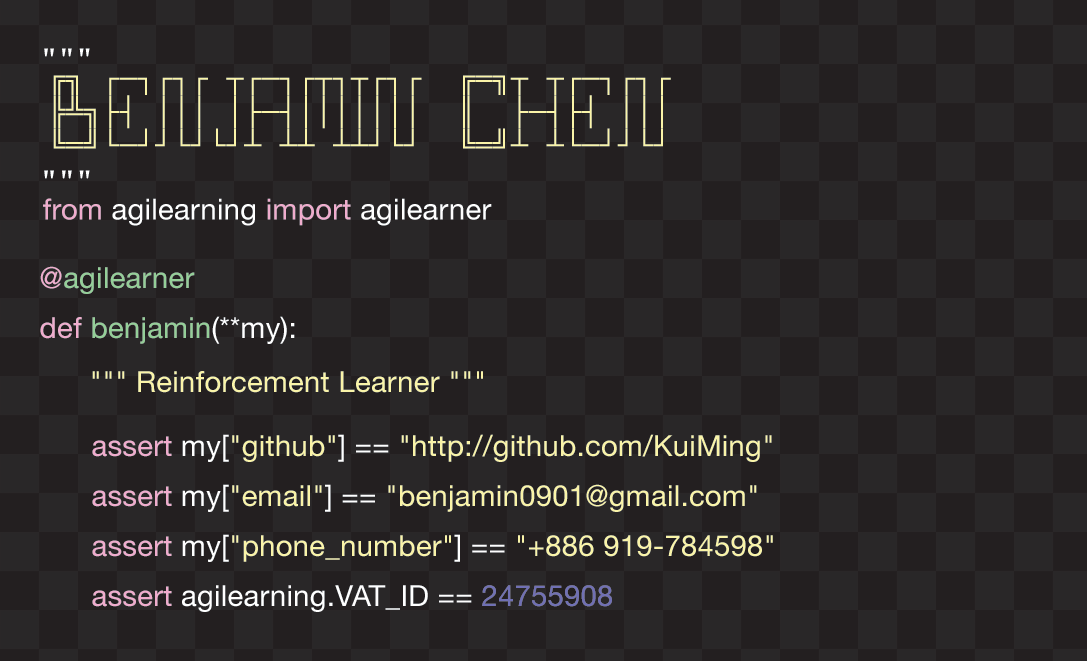 """
BENJAMIN CHEN
"""
from agilearning import agilearner
@agilearner
def benjamin(**my):
""" Reinforcement Learner """
assert my["github"] == "http://github.com/KuiMing"
assert my["email"] == "benjamin0901@gmail.com"
assert my["phone_number"] == "+886 919-784598"
assert agilearning.VAT_ID == 24755908